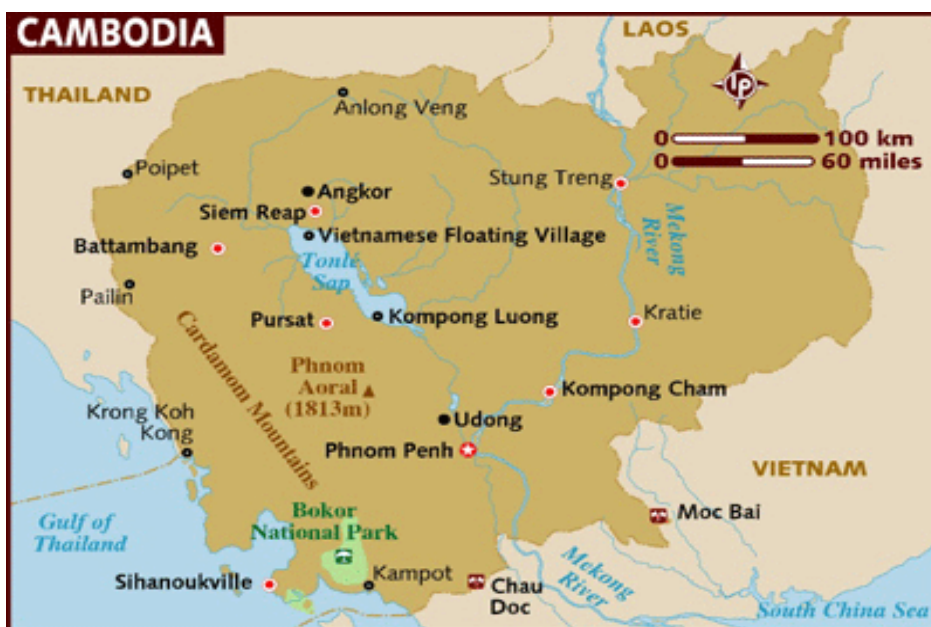 CAMBODIA
LAOS
THAILAND
Anlong Veng
lp
0 100 km
0 60 miles
Poipet
Stung Treng
Angkor
Siem Reap
Mekong
River
Battambang
Vietnamese Floating Village
Tonlé
Sap
Pailin
Pursat
Kompong Luong
Kratie
Cardamom Mountains
Phnom
Aoral
(1813m)
Kompong Cham
Krong Koh
Kong
Udong
Phnom Penh
VIETNAM
Gulf of
Thailand
Bokor
National Park
Moc Bai
Sihanoukville
Kampot
Chau
Doc
Mekong
River
South China Sea